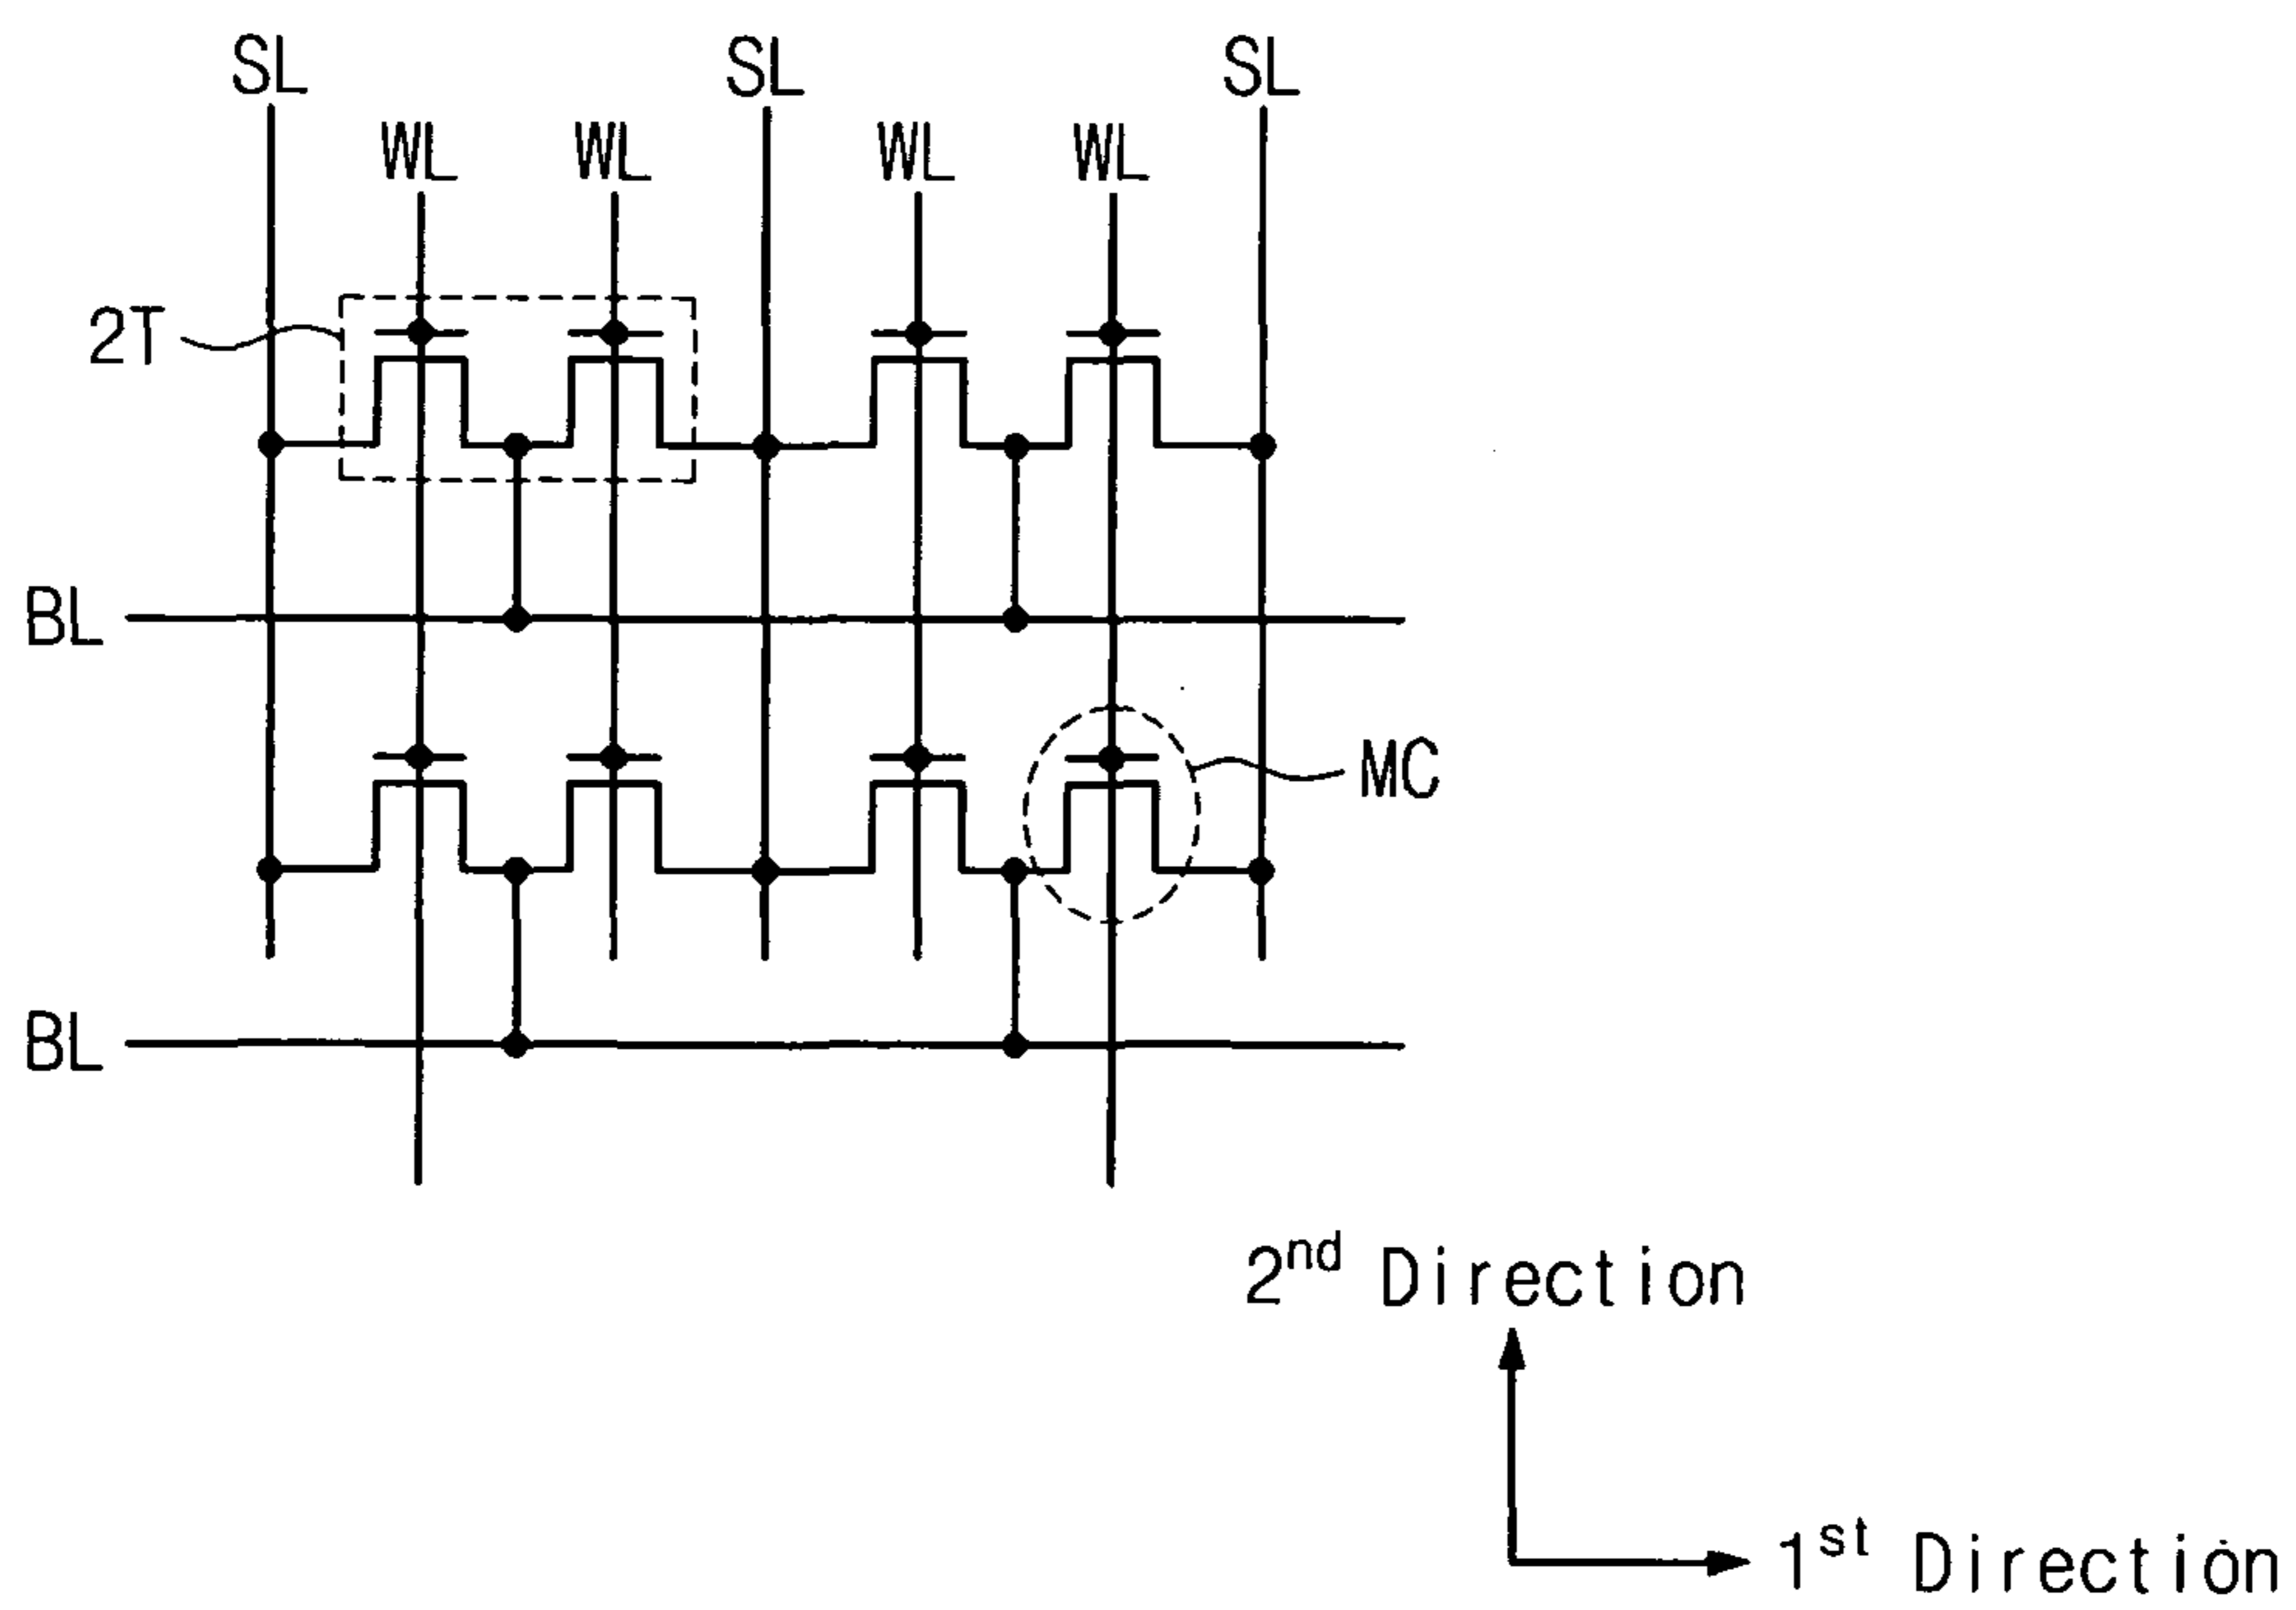 SL SL SL
WL WL WL WL
2T
BL
MC
BL
2nd Direction
1st Direction